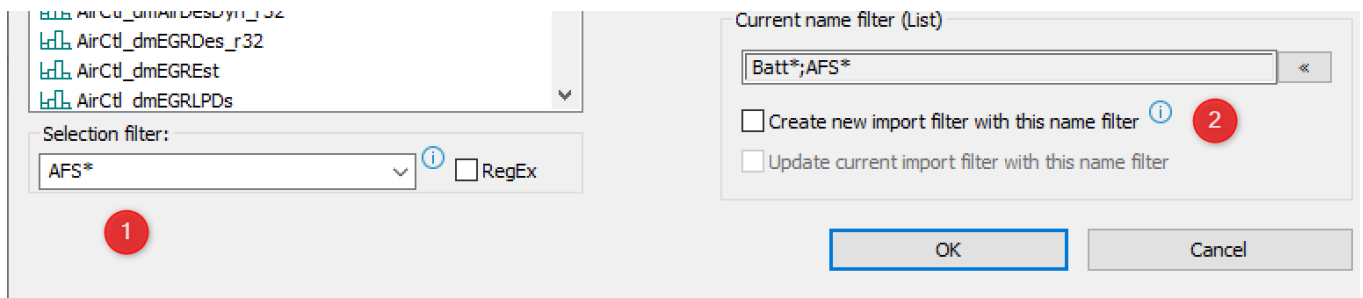 AirCtl_dmAirDesDyn_r32
AirCtl_dmEGRDes_r32
AirCtl_dmEGREst
AirCtl_dmEGRLPDs
Selection filter:
AFS*
RegEx
1
Current name filter (List)
Batt*;AFS*
«
Create new import filter with this name filter
2
Update current import filter with this name filter
OK
Cancel